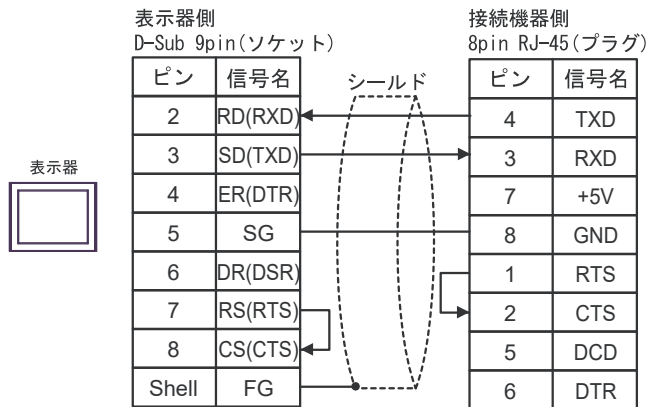 表示器側
D-Sub 9pin(ソケット)
接続機器側
8pin RJ-45(プラグ)
表示器
シールド
ピン 信号名
2 RD(RXD)
3 SD(TXD)
4 ER(DTR)
5 SG
6 DR(DSR)
7 RS(RTS)
8 CS(CTS)
Shell FG
ピン 信号名
4 TXD
3 RXD
7 +5V
8 GND
1 RTS
2 CTS
5 DCD
6 DTR